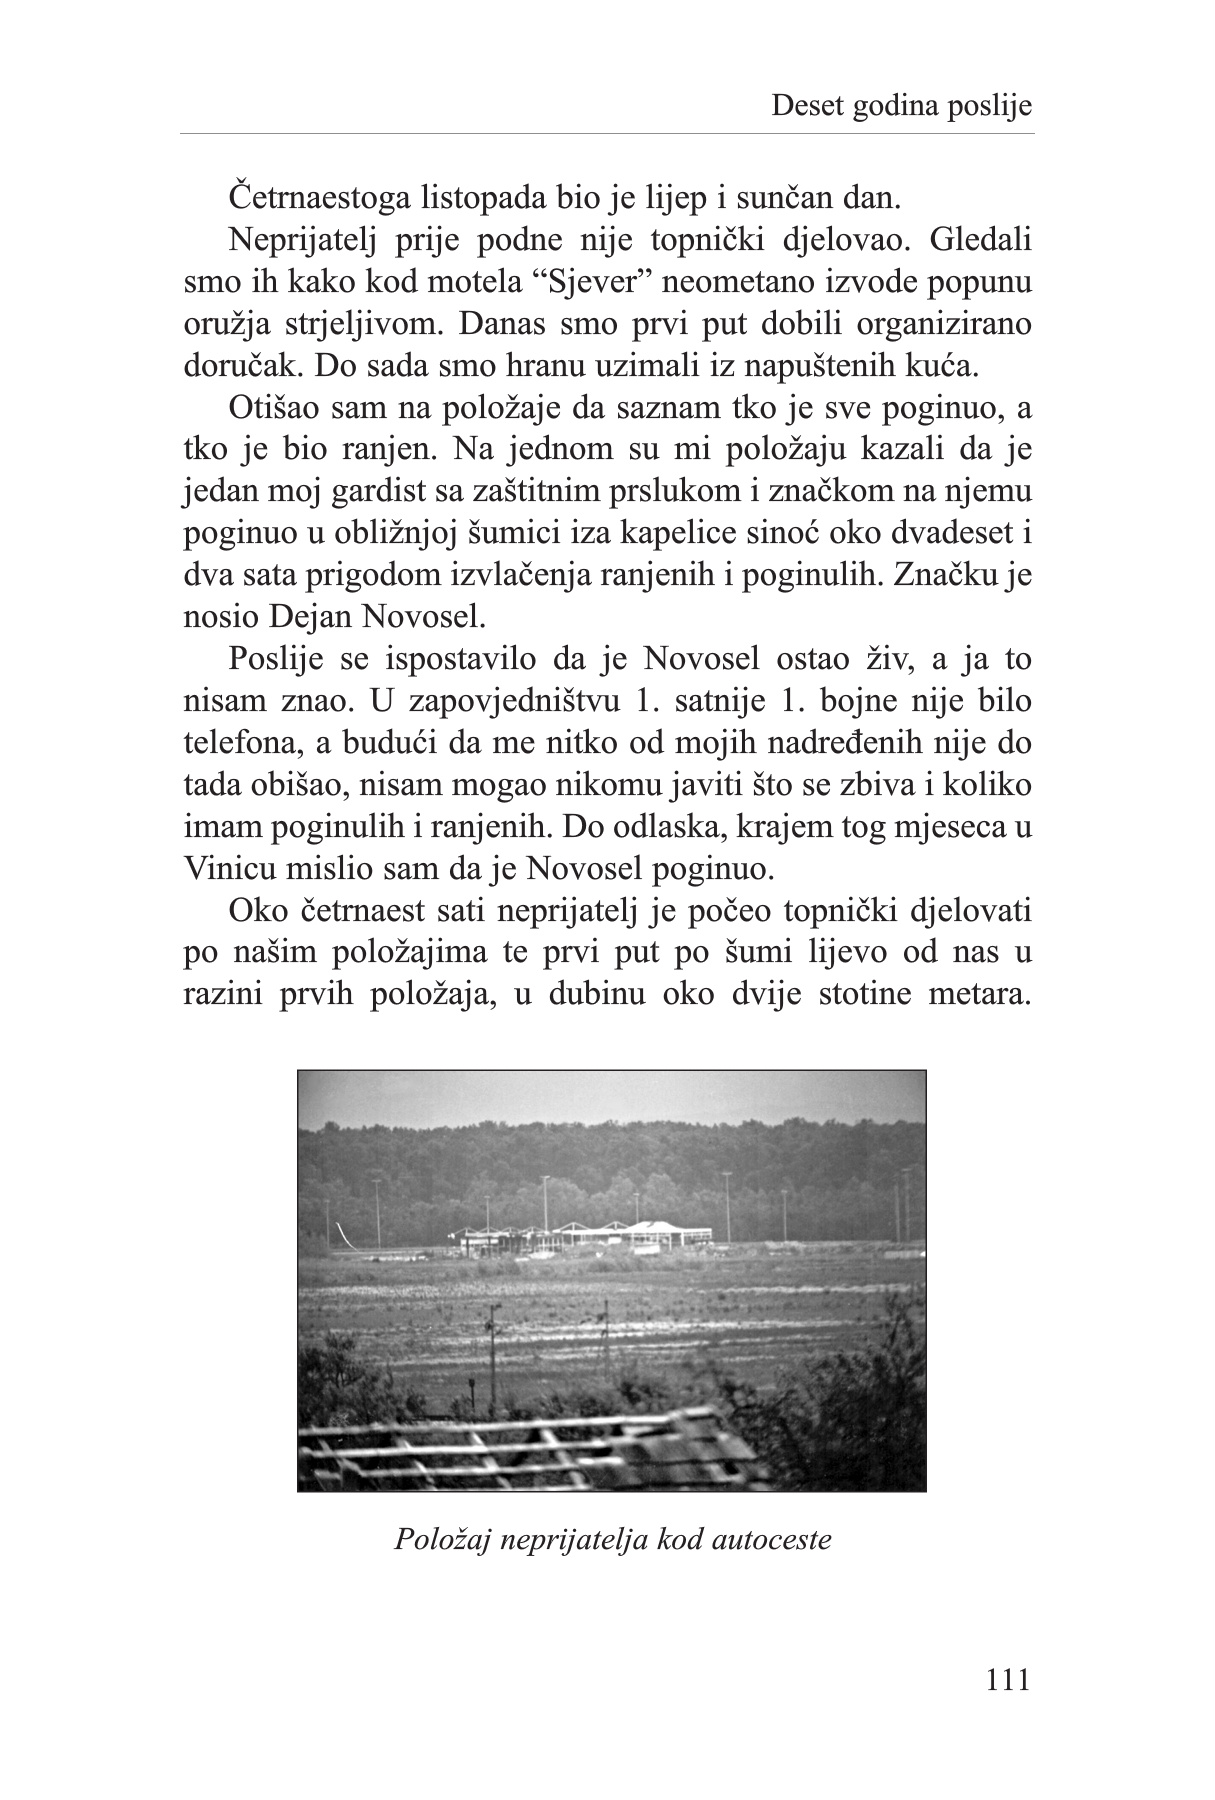 Deset godina poslije
Četrnaestoga listopada bio je lijep i sunčan dan.
Neprijatelj prije podne nije topnički djelovao. Gledali
smo ih kako kod motela “Sjever” neometano izvode popunu
oružja strjeljivom. Danas smo prvi put dobili organizirano
doručak. Do sada smo hranu uzimali iz napuštenih kuća.
Otišao sam na položaje da saznam tko je sve poginuo, a
tko je bio ranjen. Na jednom su mi položaju kazali da je
jedan moj gardist sa zaštitnim prslukom i značkom na njemu
poginuo u obližnjoj šumici iza kapelice sinoć oko dvadeset i
dva sata prigodom izvlačenja ranjenih i poginulih. Značku je
nosio Dejan Novosel.
Poslije se ispostavilo da je Novosel ostao živ, a ja to
nisam znao. U zapovjedništvu 1. satnije 1. bojne nije bilo
telefona, a budući da me nitko od mojih nadređenih nije do
tada obišao, nisam mogao nikomu javiti što se zbiva i koliko
imam poginulih i ranjenih. Do odlaska, krajem tog mjeseca u
Vinicu mislio sam da je Novosel poginuo.
Oko četrnaest sati neprijatelj je počeo topnički djelovati
po našim položajima te prvi put po šumi lijevo od nas u
razini prvih položaja, u dubinu oko dvije stotine metara.
Položaj neprijatelja kod autoceste
111